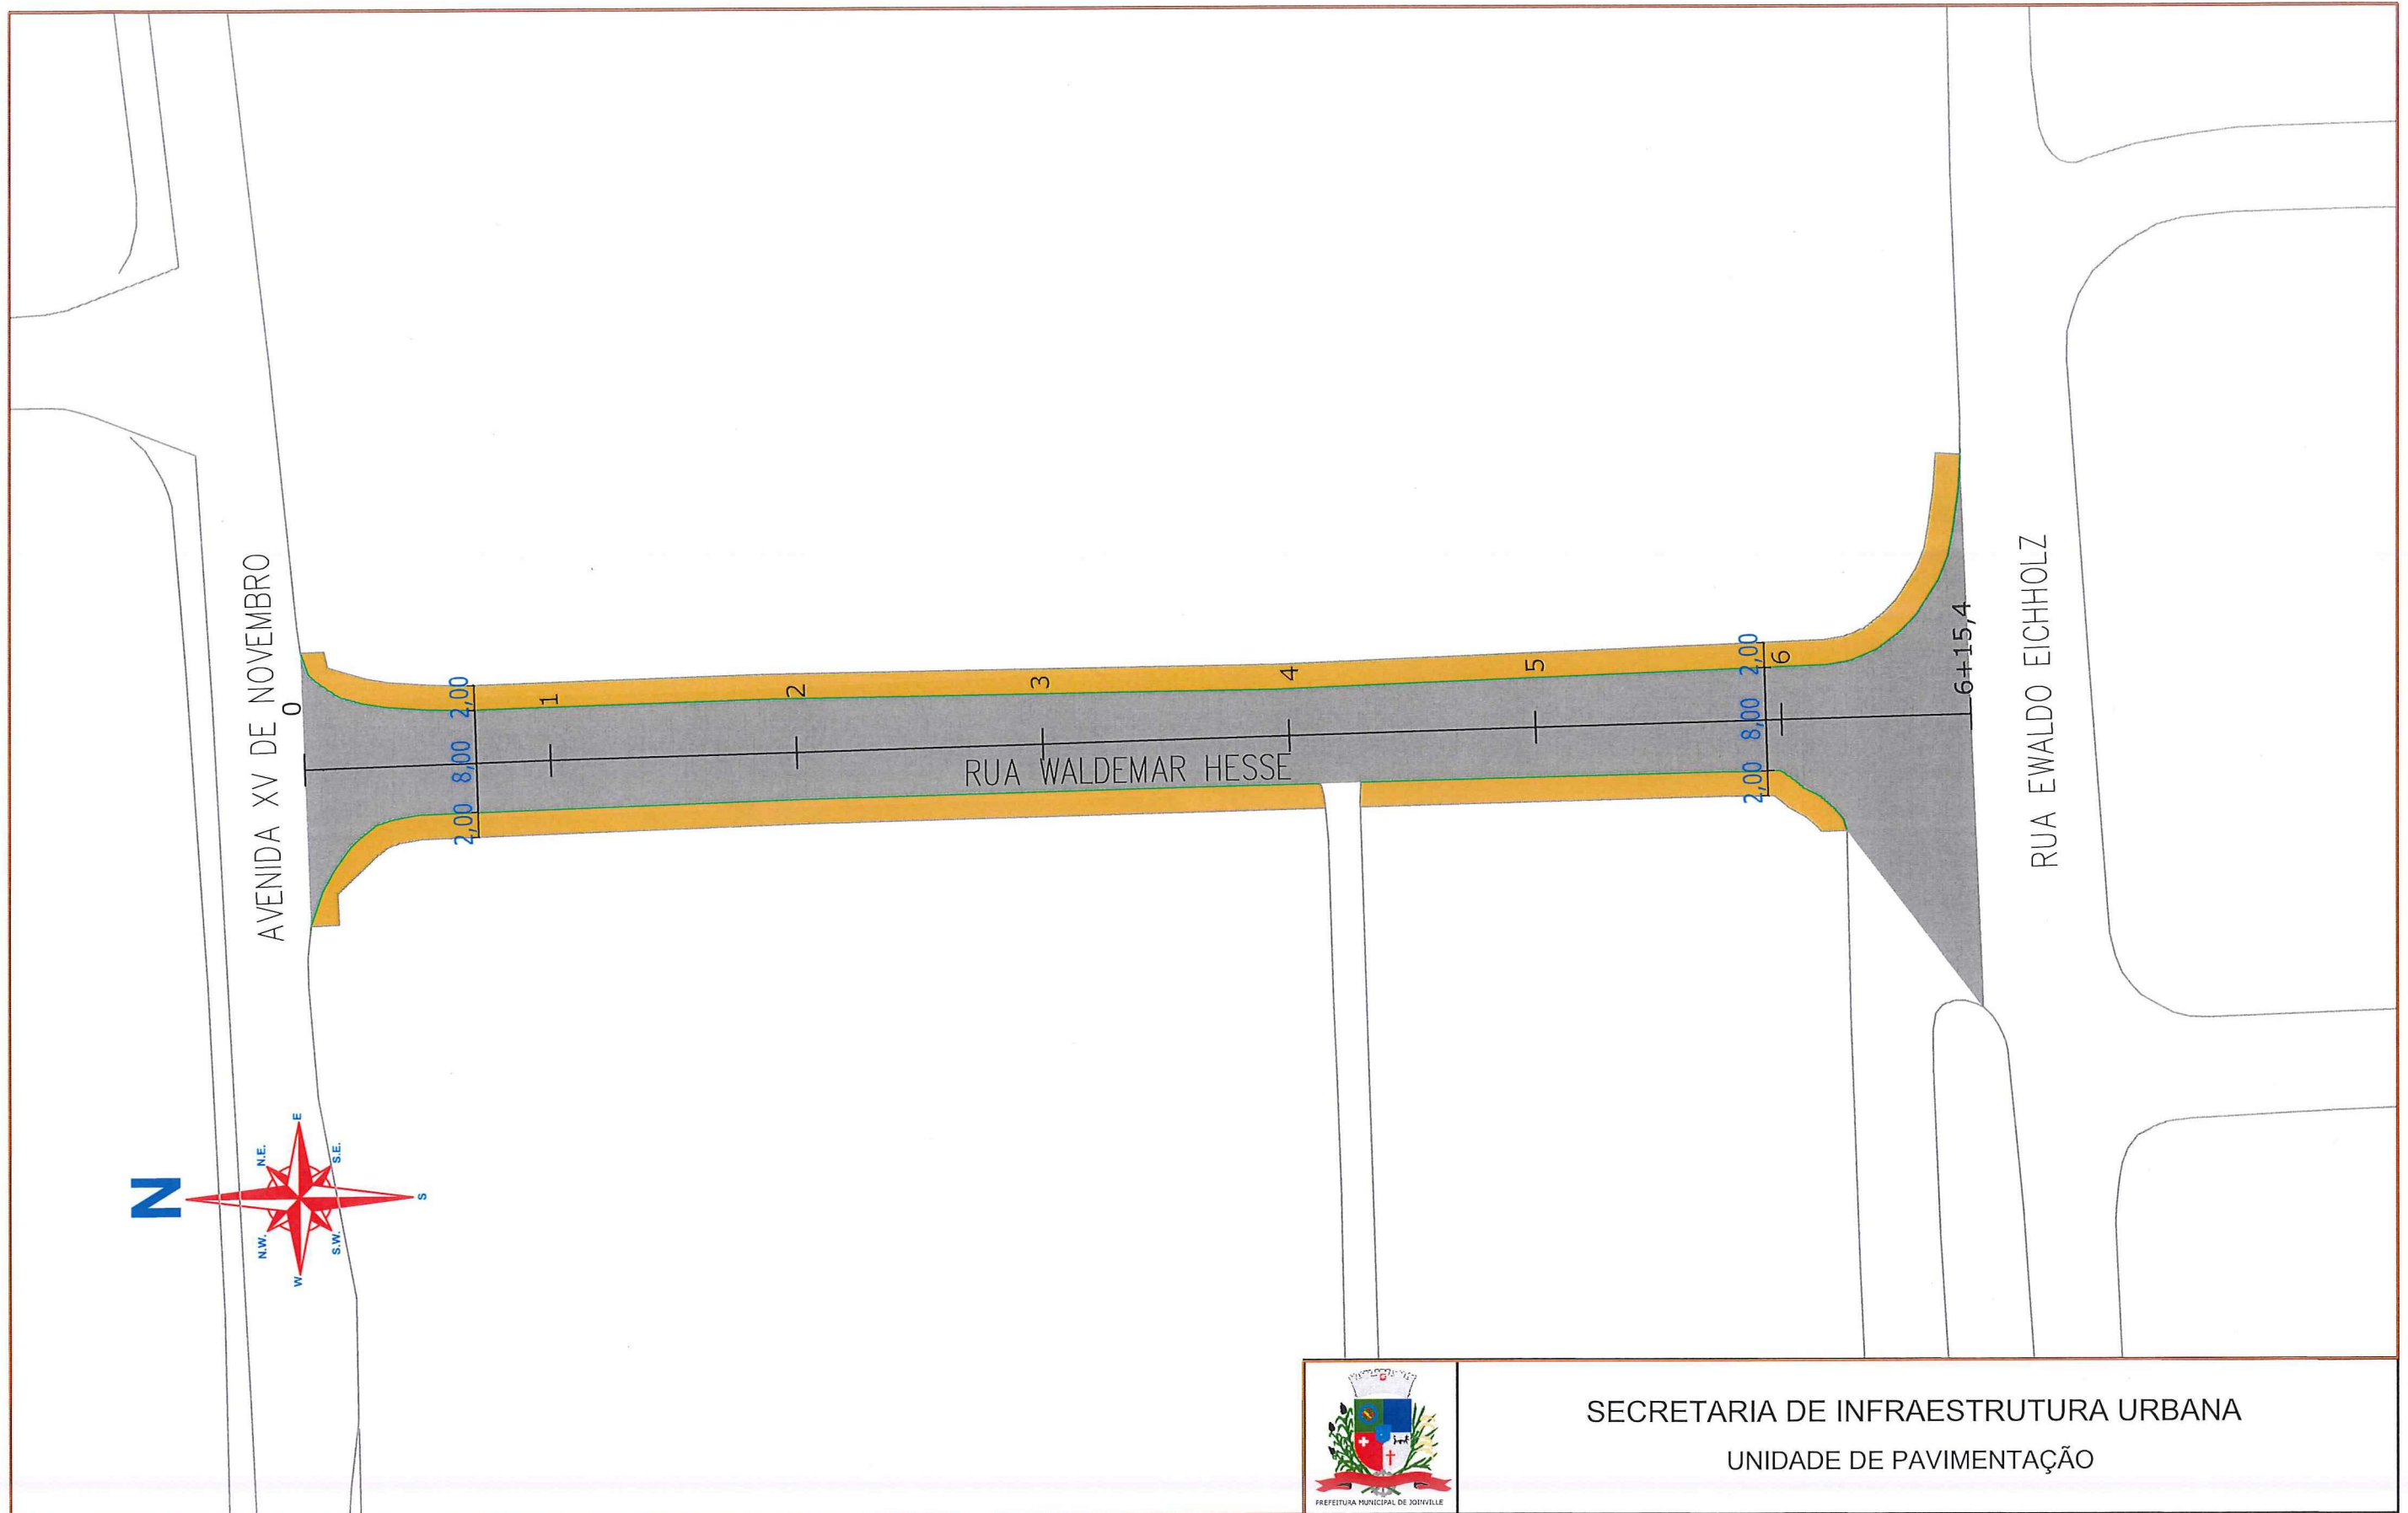 AVENIDA XV DE NOVEMBRO
0
2,00
8,00
2,00
1
2
3
4
5
6
6+15,4
2,00
8,00
2,00
RUA WALDEMAR HESSE
RUA EWALDO EICHHOLZ
N
N.E.
E
S.E.
S
S.W.
W
N.W.
PREFEITURA MUNICIPAL DE JOINVILLE
SECRETARIA DE INFRAESTRUTURA URBANA
UNIDADE DE PAVIMENTAÇÃO